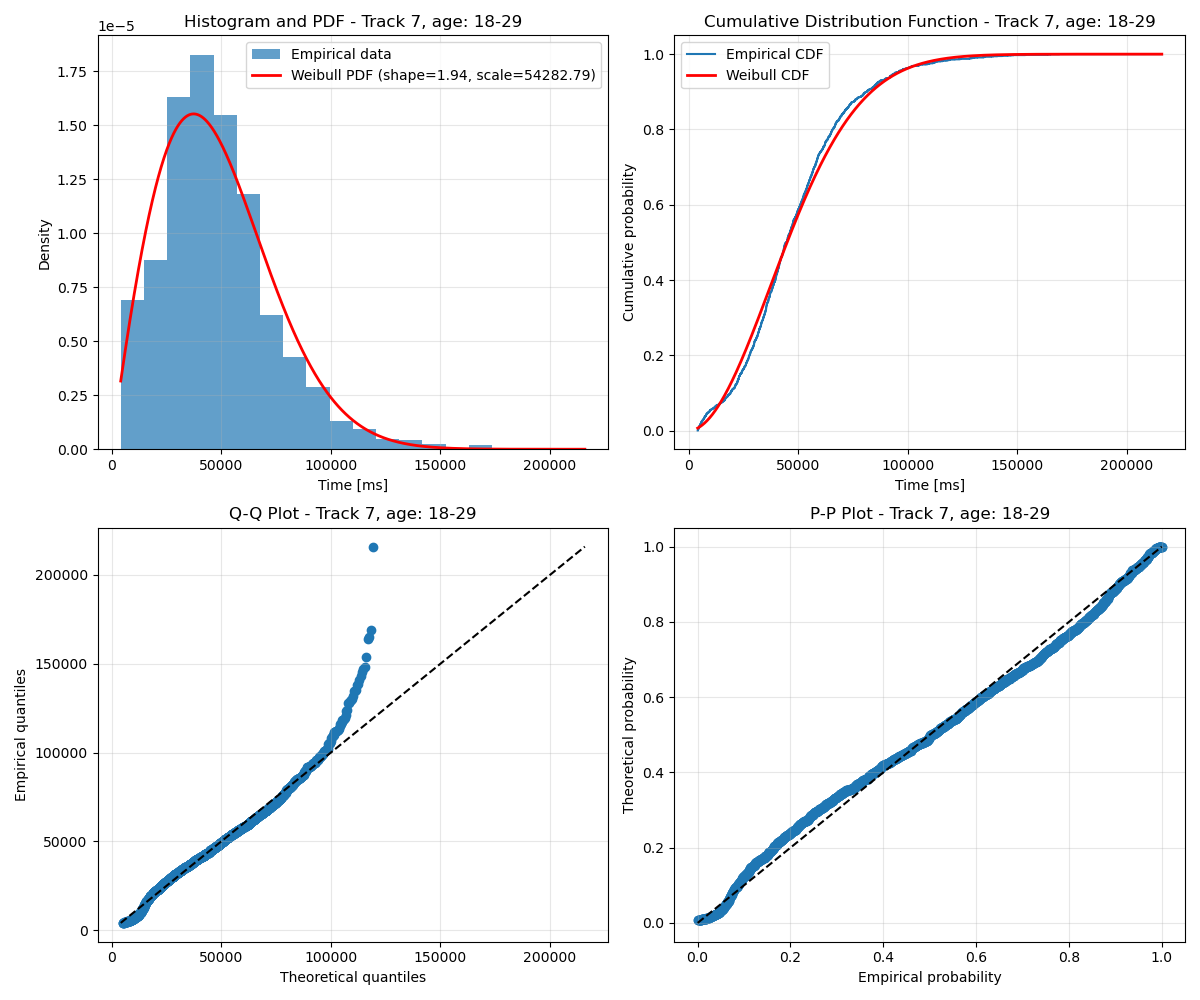 Histogram and PDF - Track 7, age: 18-29
1e−5
Empirical data
Weibull PDF (shape=1.94, scale=54282.79)
1.75
1.50
1.25
1.00
0.75
0.50
0.25
0.00
Density
0
50000
100000
150000
200000
Time [ms]
Cumulative Distribution Function - Track 7, age: 18-29
Empirical CDF
Weibull CDF
1.0
0.8
0.6
0.4
0.2
0.0
Cumulative probability
0
50000
100000
150000
200000
Time [ms]
Q-Q Plot - Track 7, age: 18-29
200000
150000
100000
50000
0
Empirical quantiles
0
50000
100000
150000
200000
Theoretical quantiles
P-P Plot - Track 7, age: 18-29
1.0
0.8
0.6
0.4
0.2
0.0
Theoretical probability
0.0
0.2
0.4
0.6
0.8
1.0
Empirical probability